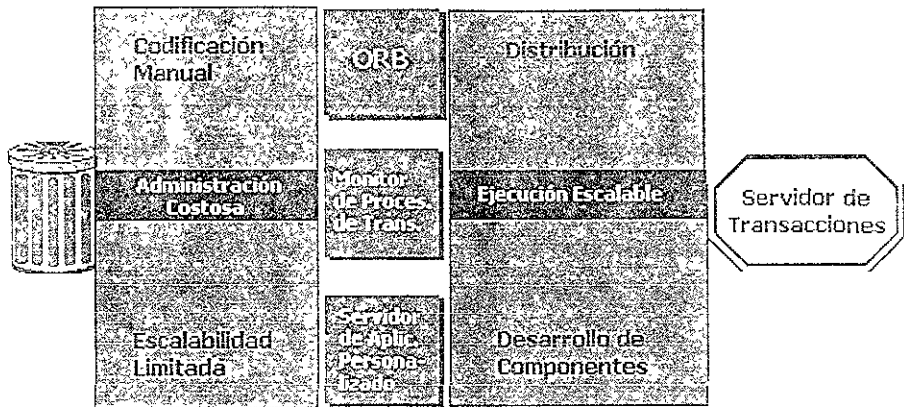 Codificación
Manual
ORB
Distribución
Administración
Costosa
Monitor
de Proces.
de Trans.
Ejecución Escalable
Servidor de
Transacciones
Escalabilidad
Limitada
Servidor
de Aplic.
Persona-
lizado
Desarrollo de
Componentes